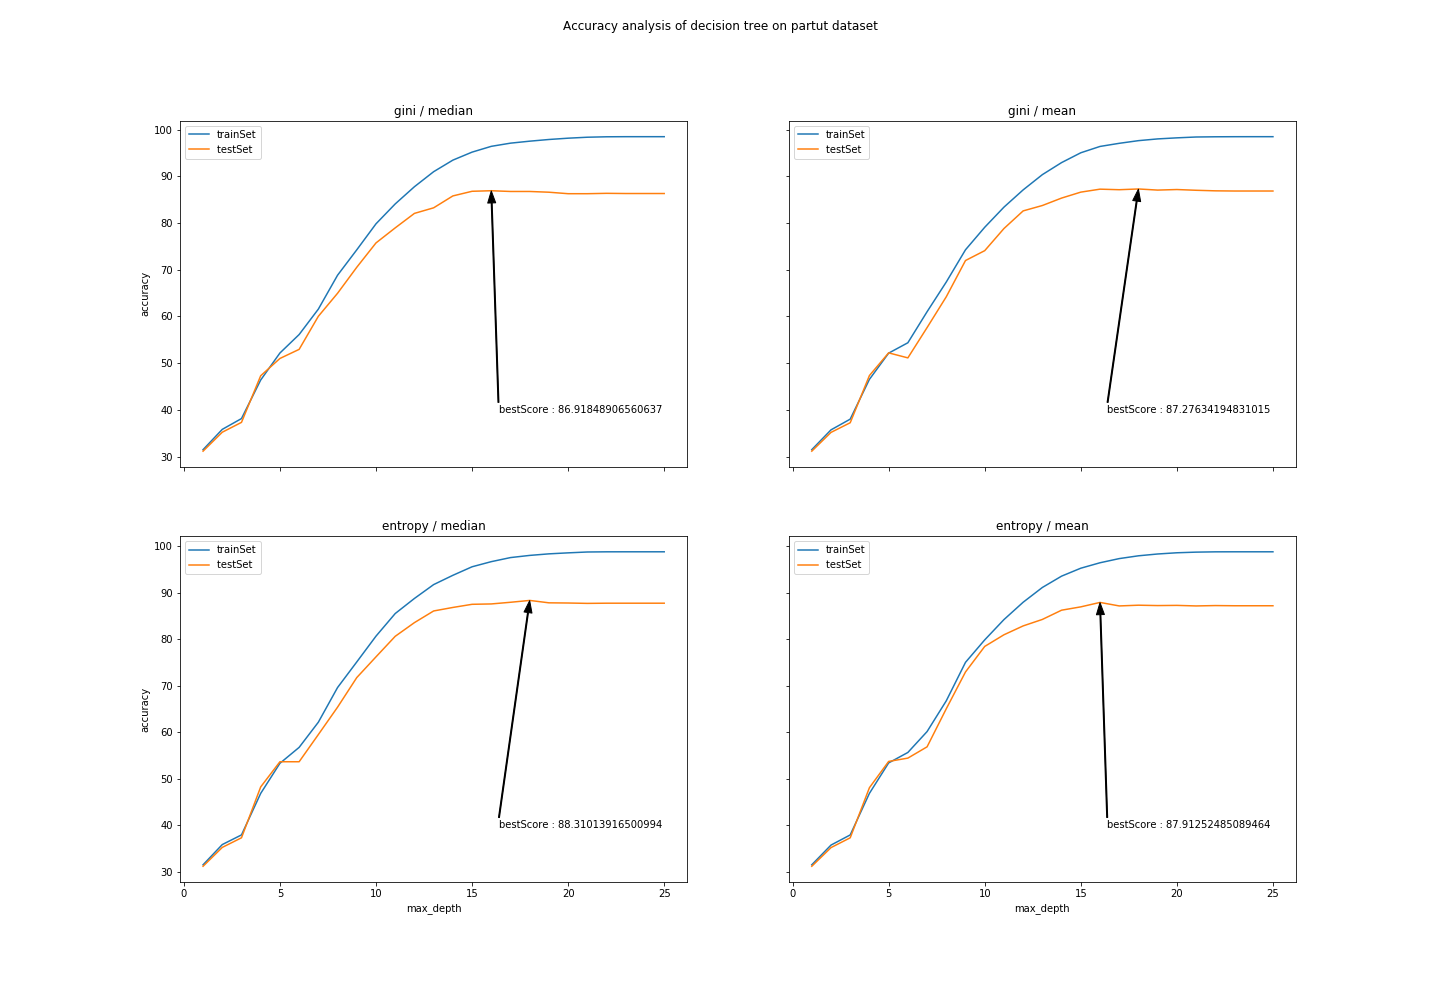 Accuracy analysis of decision tree on partut dataset
gini / median
trainSet
testSet
100
90
80
70
60
50
40
30
accuracy
bestScore : 86.91848906560637
gini / mean
trainSet
testSet
bestScore : 87.27634194831015
entropy / median
trainSet
testSet
100
90
80
70
60
50
40
30
accuracy
bestScore : 88.31013916500994
0 5 10 15 20 25
max_depth
entropy / mean
trainSet
testSet
bestScore : 87.91252485089464
0 5 10 15 20 25
max_depth